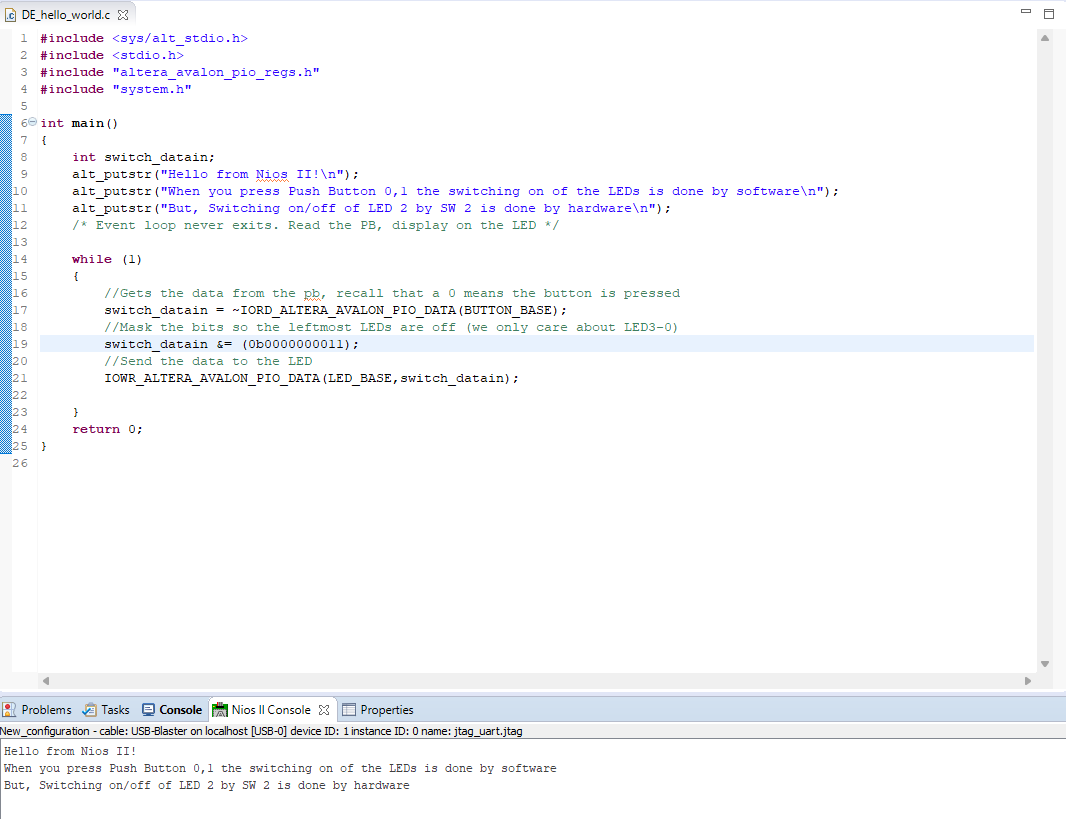 DE_hello_world.c
1 #include <sys/alt_stdio.h>
2 #include <stdio.h>
3 #include "altera_avalon_pio_regs.h"
4 #include "system.h"
5
6 int main()
7 {
8 int switch_datain;
9 alt_putstr("Hello from Nios II!\n");
10 alt_putstr("When you press Push Button 0,1 the switching on of the LEDs is done by software\n");
11 alt_putstr("But, Switching on/off of LED 2 by SW 2 is done by hardware\n");
12 /* Event loop never exits. Read the PB, display on the LED */
13
14 while (1)
15 {
16 //Gets the data from the pb, recall that a 0 means the button is pressed
17 switch_datain = ~IORD_ALTERA_AVALON_PIO_DATA(BUTTON_BASE);
18 //Mask the bits so the leftmost LEDs are off (we only care about LED3-0)
19 switch_datain &= (0b0000000011);
20 //Send the data to the LED
21 IOWR_ALTERA_AVALON_PIO_DATA(LED_BASE,switch_datain);
22
23 }
24 return 0;
25 }
26
Problems Tasks Console Nios II Console Properties
New_configuration - cable: USB-Blaster on localhost [USB-0] device ID: 1 instance ID: 0 name: jtag_uart.jtag
Hello from Nios II!
When you press Push Button 0,1 the switching on of the LEDs is done by software
But, Switching on/off of LED 2 by SW 2 is done by hardware